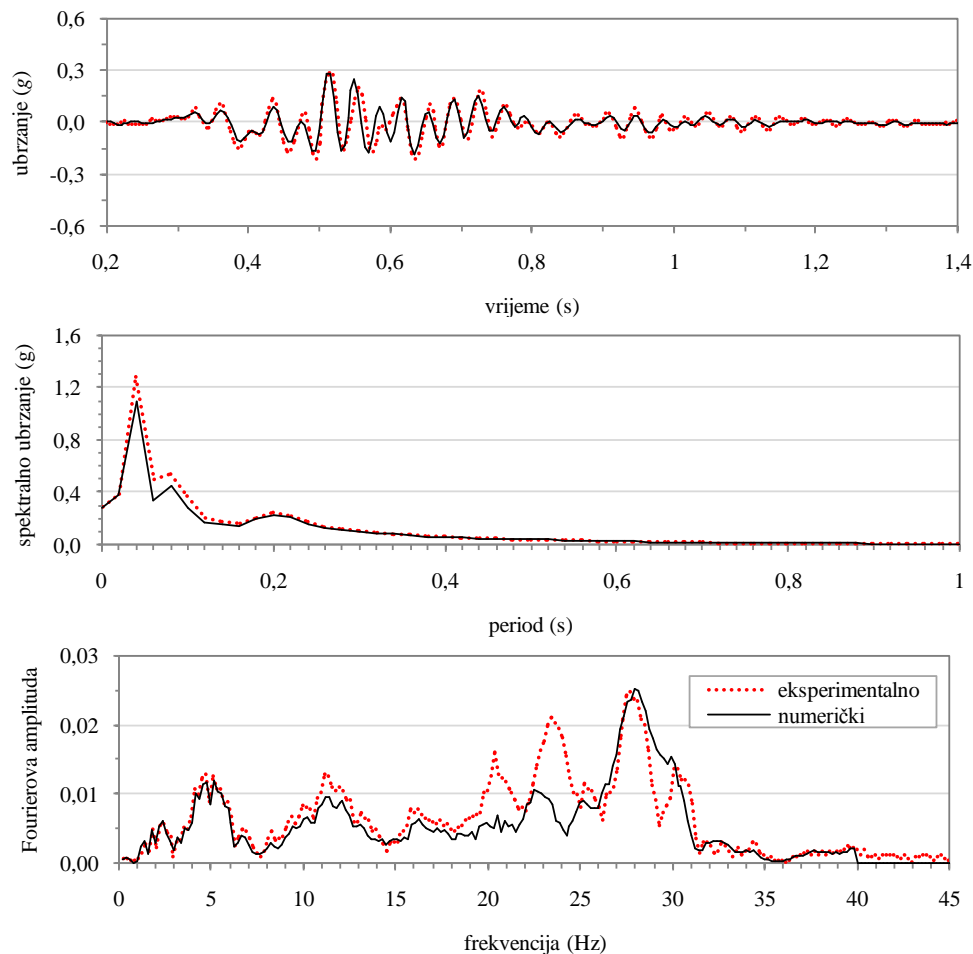 ubrzanje (g)
0,6
0,3
0,0
-0,3
-0,6
0,2 0,4 0,6 0,8 1 1,2 1,4
vrijeme (s)
spektralno ubrzanje (g)
1,6
1,2
0,8
0,4
0,0
0 0,2 0,4 0,6 0,8 1
period (s)
Fourierova amplituda
0,03
0,02
0,01
0,00
eksperimentalno
numerički
0 5 10 15 20 25 30 35 40 45
frekvencija (Hz)